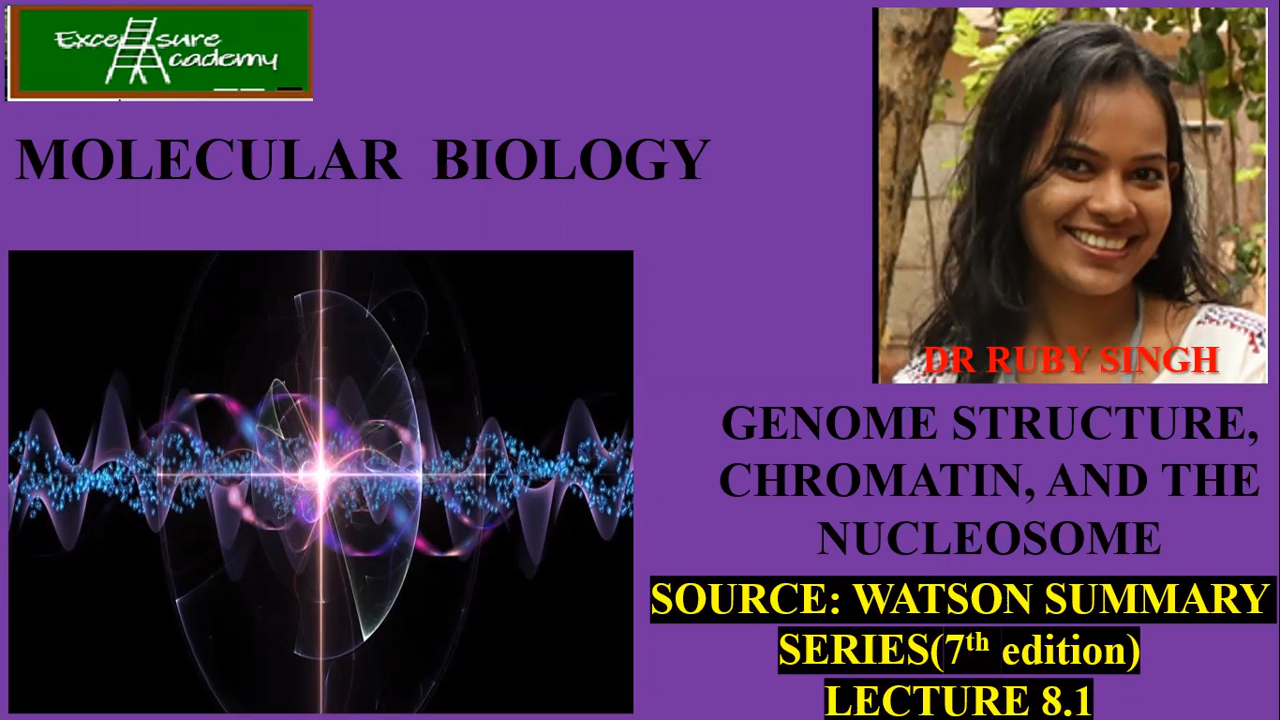 Excel sure
Academy
MOLECULAR BIOLOGY
DR RUBY SINGH
GENOME STRUCTURE,
CHROMATIN, AND THE
NUCLEOSOME
SOURCE: WATSON SUMMARY
SERIES(7th edition)
LECTURE 8.1